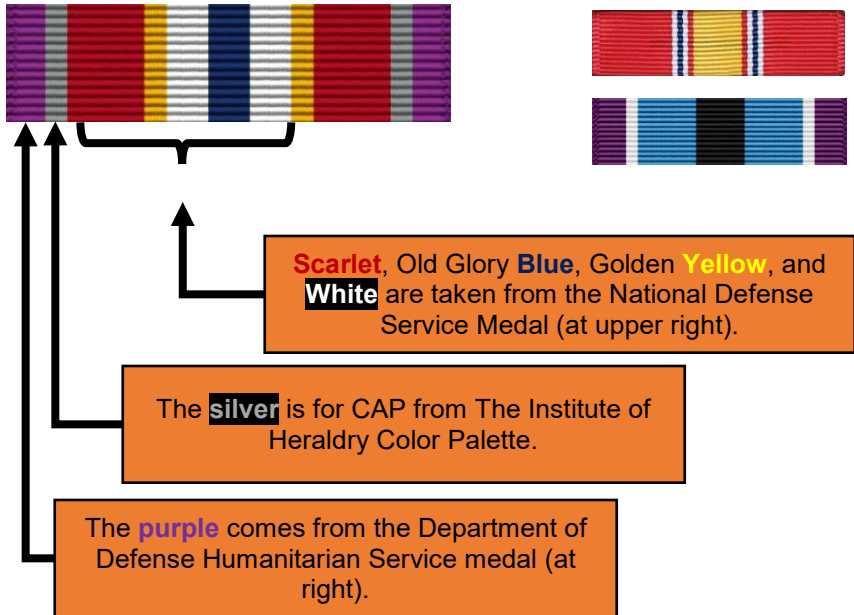 Scarlet, Old Glory Blue, Golden Yellow, and
White are taken from the National Defense
Service Medal (at upper right).
The silver is for CAP from The Institute of
Heraldry Color Palette.
The purple comes from the Department of
Defense Humanitarian Service medal (at
right).